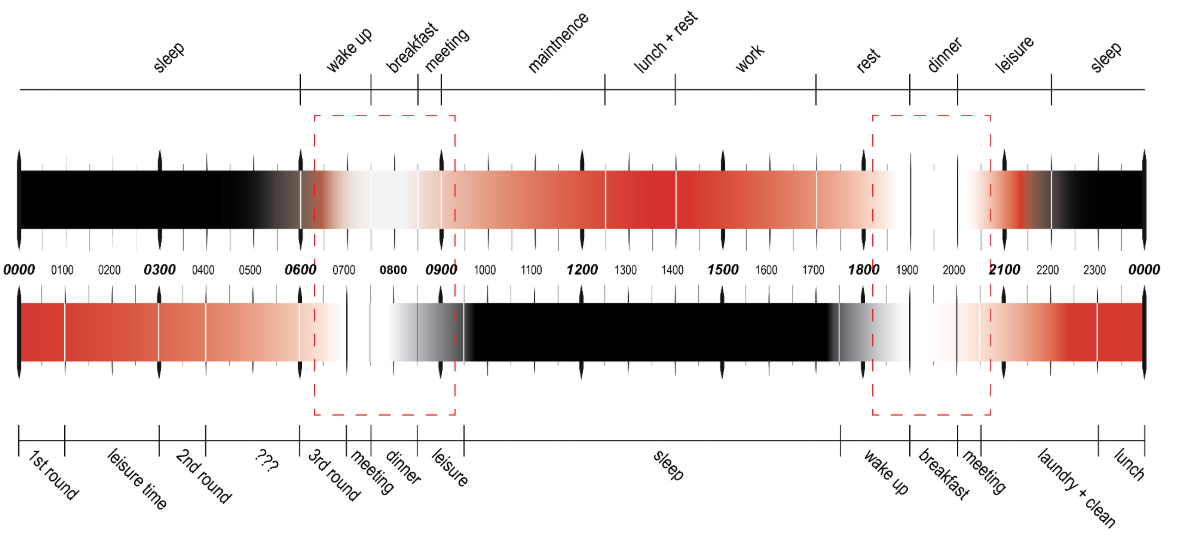 sleep
wake up
breakfast
meeting
maintnence
lunch + rest
work
rest
dinner
leisure
sleep
0000 0100 0200 0300 0400 0500 0600 0700 0800 0900 1000 1100 1200 1300 1400 1500 1600 1700 1800 1900 2000 2100 2200 2300 0000
1st round
leisure time
2nd round
???
3rd round
meeting
dinner
leisure
sleep
wake up
breakfast
meeting
laundry + clean
lunch